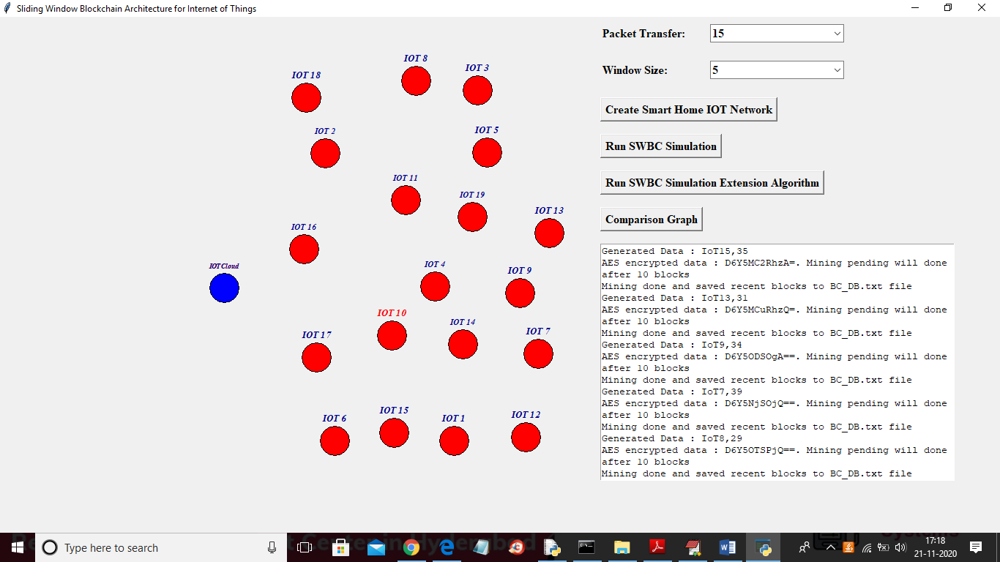 Sliding Window Blockchain Architecture for Internet of Things
Packet Transfer: 15
Window Size: 5
Create Smart Home IOT Network
Run SWBC Simulation
Run SWBC Simulation Extension Algorithm
Comparison Graph
IOT 8
IOT 3
IOT 18
IOT 2
IOT 5
IOT 11
IOT 19
IOT 13
IOT 16
IOT Cloud
IOT 4
IOT 9
IOT 10
IOT 14
IOT 17
IOT 7
IOT 6
IOT 15
IOT 1
IOT 12
Generated Data : IoT15,35
AES encrypted data : D6Y5MC2RhzA=. Mining pending will done
after 10 blocks
Mining done and saved recent blocks to BC_DB.txt file
Generated Data : IoT13,31
AES encrypted data : D6Y5MCuRhzQ=. Mining pending will done
after 10 blocks
Mining done and saved recent blocks to BC_DB.txt file
Generated Data : IoT9,34
AES encrypted data : D6Y5ODSOgA==. Mining pending will done
after 10 blocks
Mining done and saved recent blocks to BC_DB.txt file
Generated Data : IoT7,39
AES encrypted data : D6Y5NjSOjQ==. Mining pending will done
after 10 blocks
Mining done and saved recent blocks to BC_DB.txt file
Generated Data : IoT8,29
AES encrypted data : D6Y5OTSPjQ==. Mining pending will done
after 10 blocks
Mining done and saved recent blocks to BC_DB.txt file
Type here to search
17:18
21-11-2020